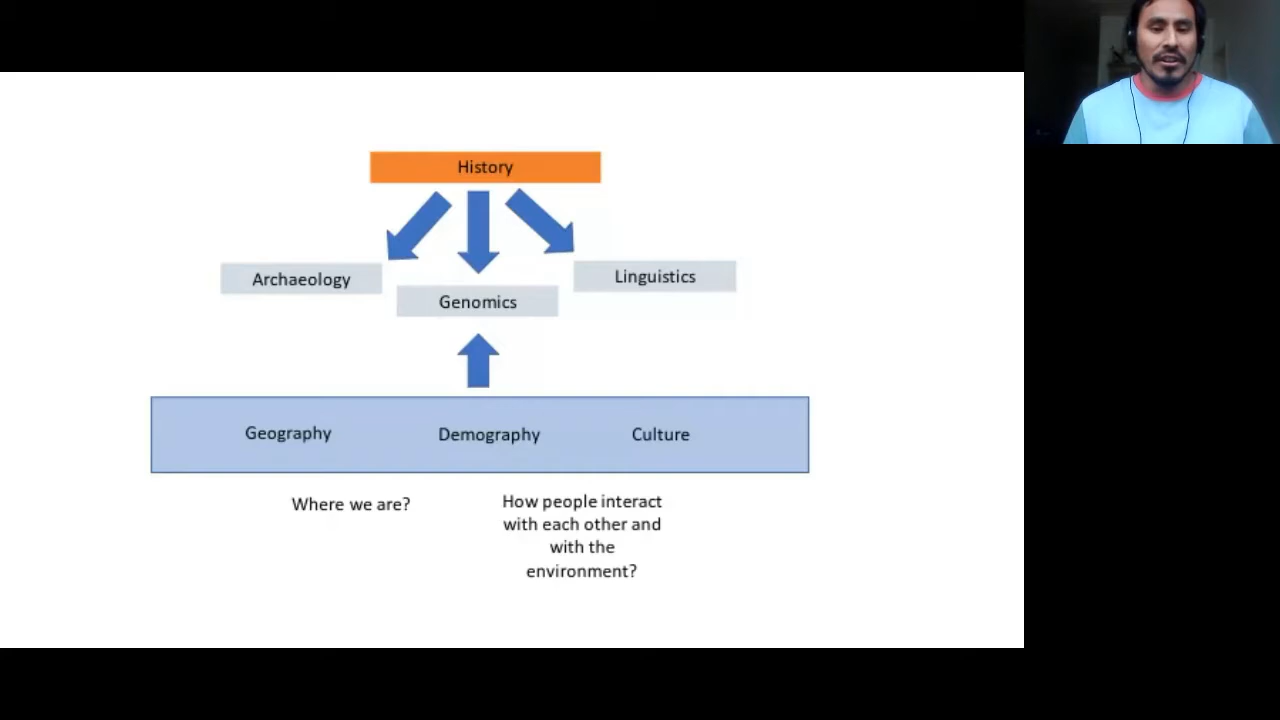 History
Archaeology
Linguistics
Genomics
Geography
Demography
Culture
Where we are?
How people interact
with each other and
with the
environment?